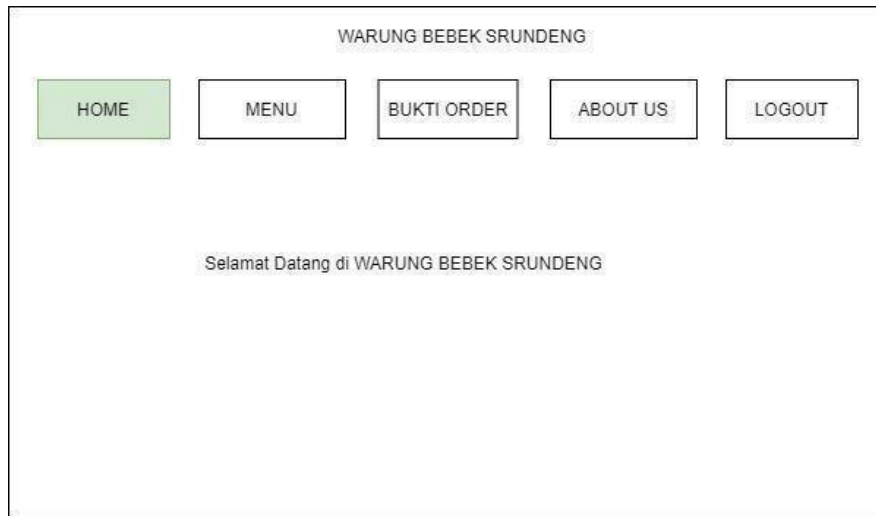 WARUNG BEBEK SRUNDENG
HOME MENU BUKTI ORDER ABOUT US LOGOUT
Selamat Datang di WARUNG BEBEK SRUNDENG